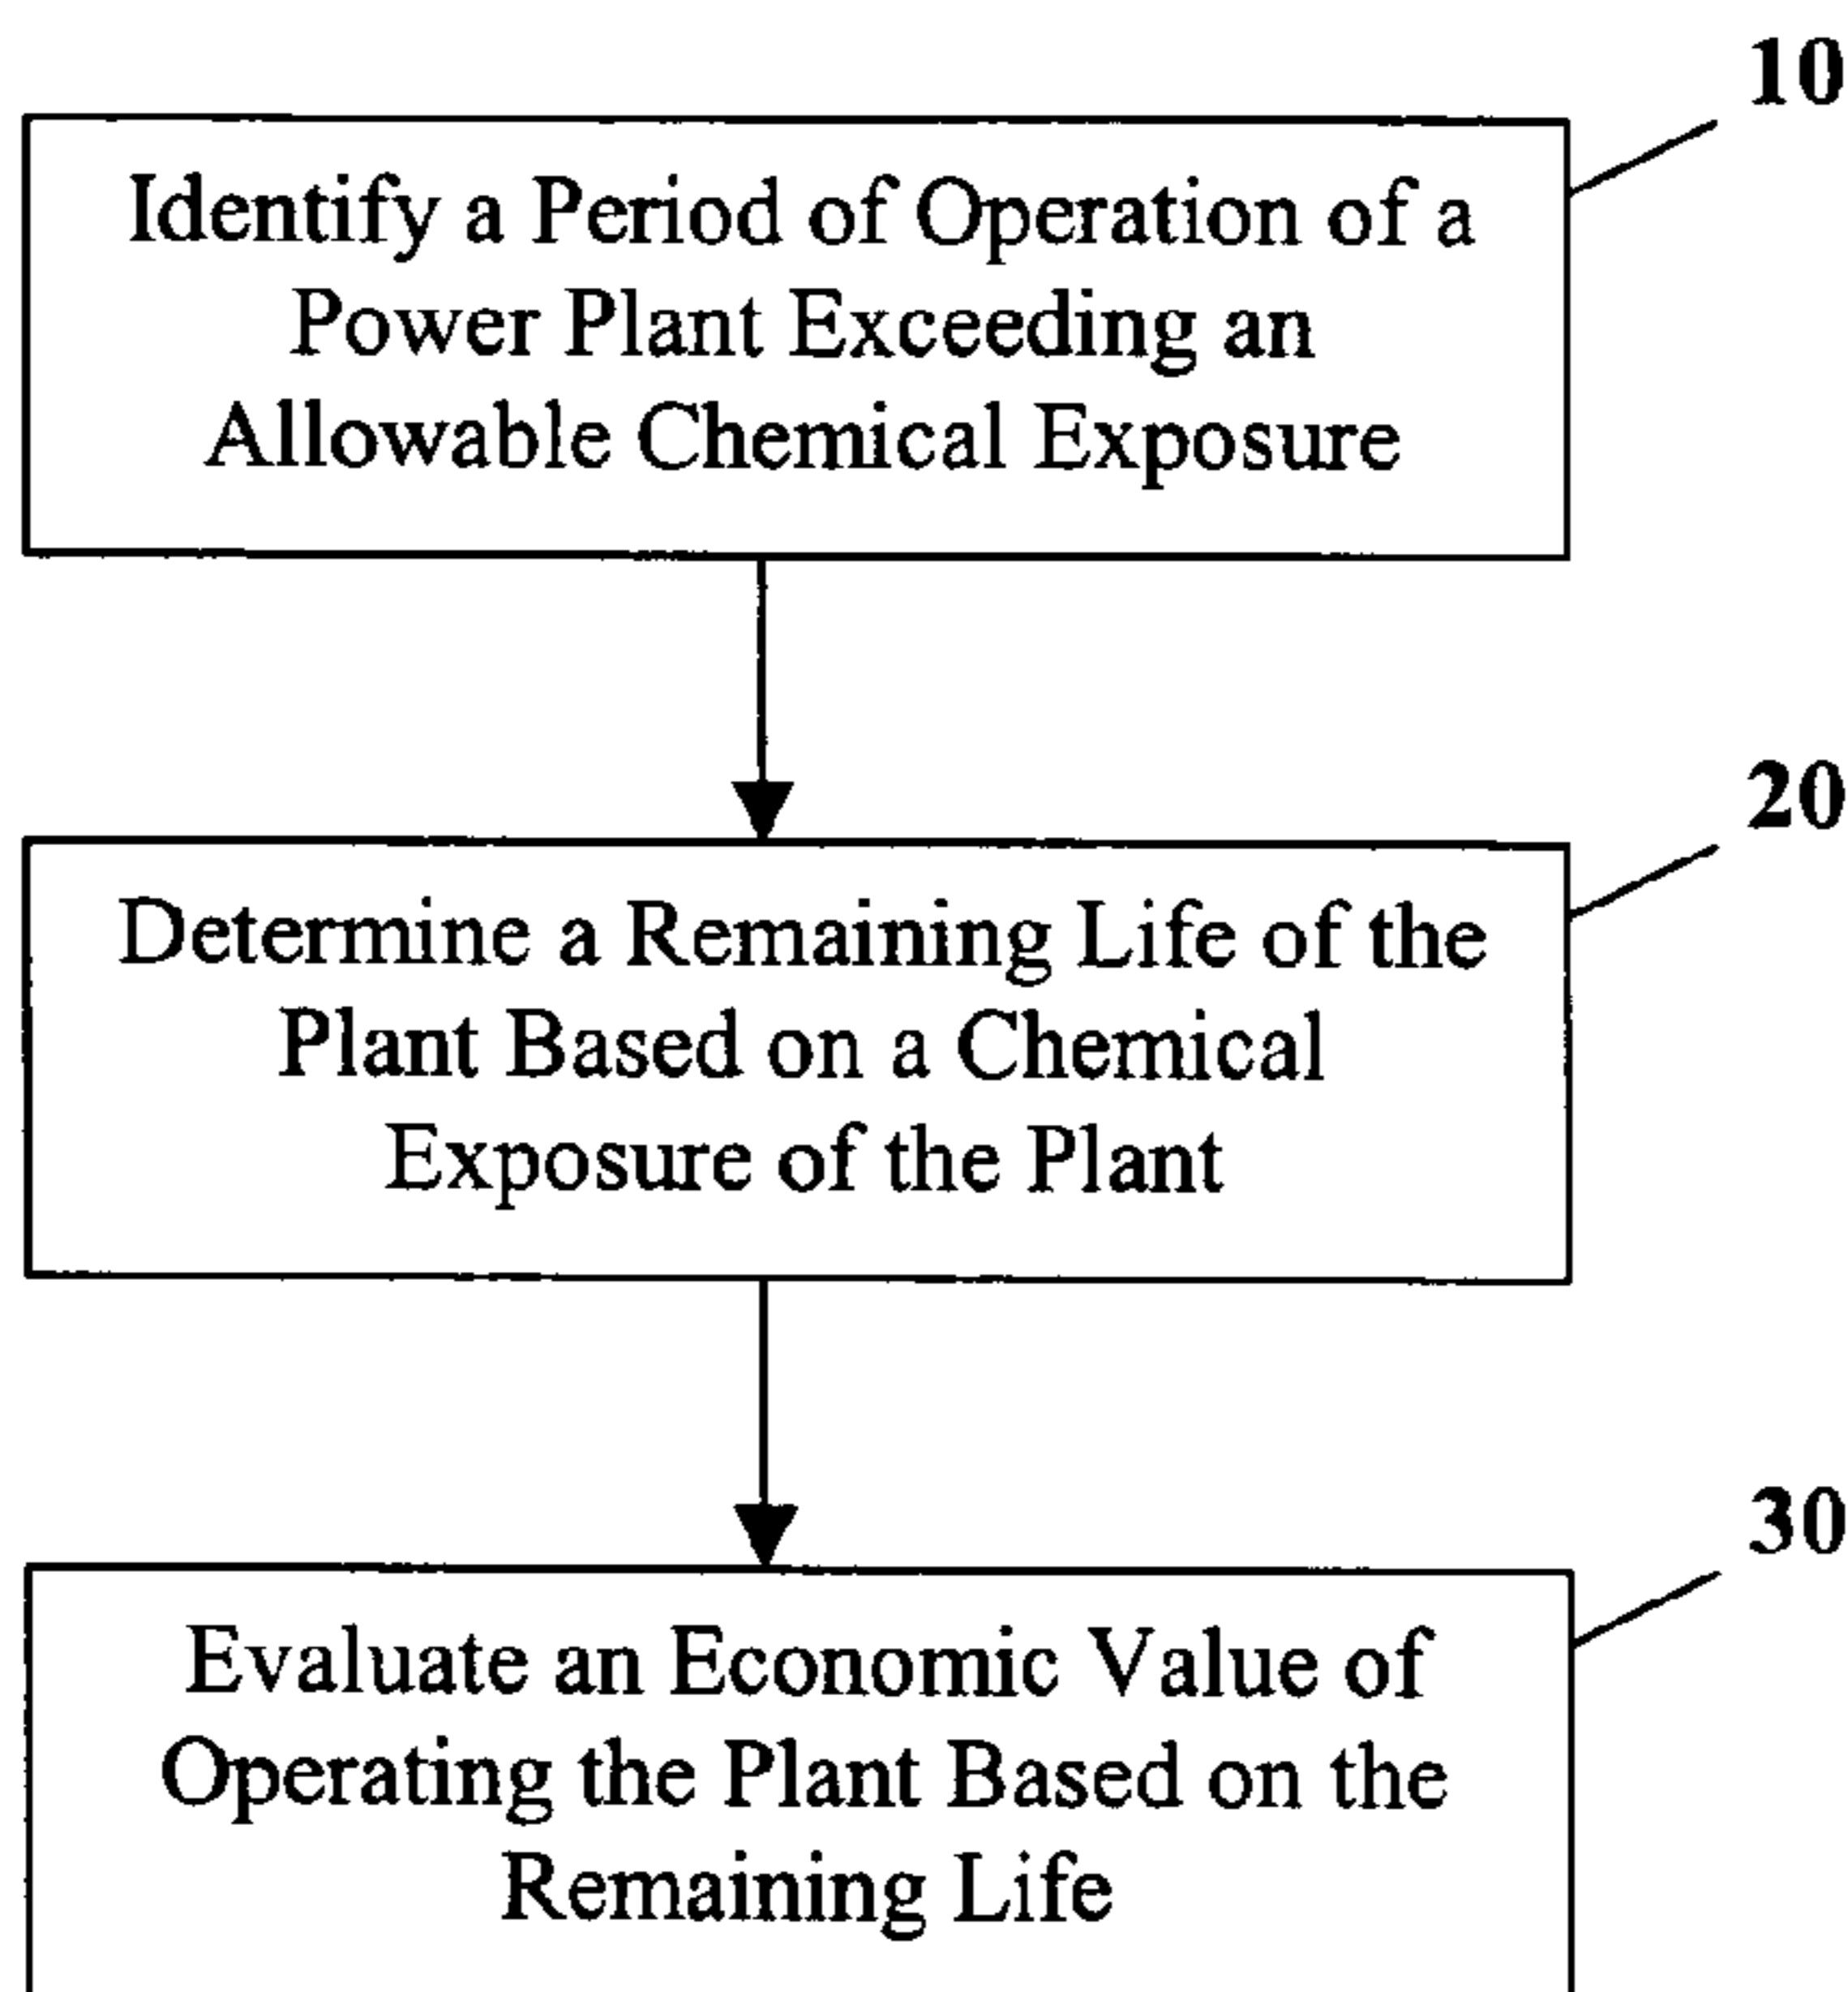 10
Identify a Period of Operation of a
Power Plant Exceeding an
Allowable Chemical Exposure
20
Determine a Remaining Life of the
Plant Based on a Chemical
Exposure of the Plant
30
Evaluate an Economic Value of
Operating the Plant Based on the
Remaining Life